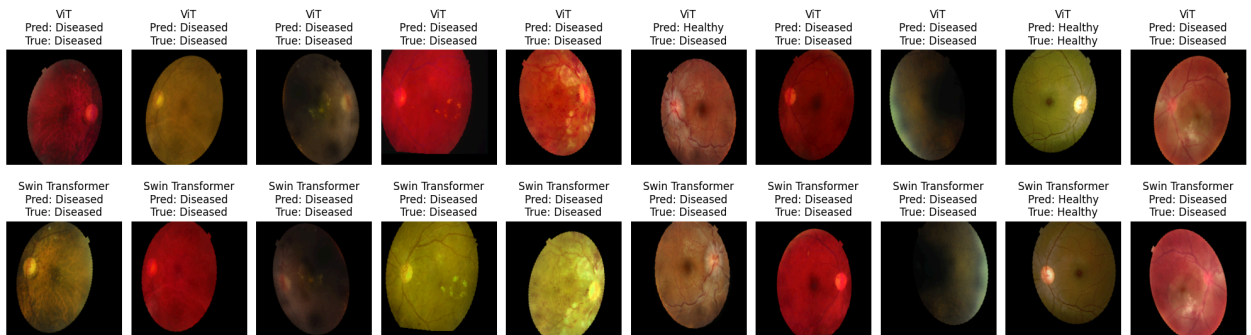 ViT
Pred: Diseased
True: Diseased
ViT
Pred: Diseased
True: Diseased
ViT
Pred: Diseased
True: Diseased
ViT
Pred: Diseased
True: Diseased
ViT
Pred: Diseased
True: Diseased
ViT
Pred: Healthy
True: Diseased
ViT
Pred: Diseased
True: Diseased
ViT
Pred: Diseased
True: Diseased
ViT
Pred: Healthy
True: Healthy
ViT
Pred: Diseased
True: Diseased
Swin Transformer
Pred: Diseased
True: Diseased
Swin Transformer
Pred: Diseased
True: Diseased
Swin Transformer
Pred: Diseased
True: Diseased
Swin Transformer
Pred: Diseased
True: Diseased
Swin Transformer
Pred: Diseased
True: Diseased
Swin Transformer
Pred: Diseased
True: Diseased
Swin Transformer
Pred: Diseased
True: Diseased
Swin Transformer
Pred: Diseased
True: Diseased
Swin Transformer
Pred: Healthy
True: Healthy
Swin Transformer
Pred: Diseased
True: Diseased